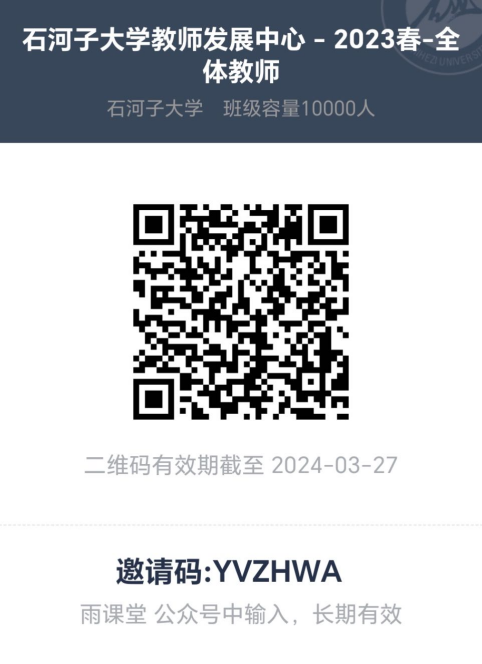 石河子大学教师发展中心 - 2023春-全
体教师
石河子大学 班级容量10000人
二维码有效期截至 2024-03-27
邀请码:YVZHWA
雨课堂 公众号中输入，长期有效